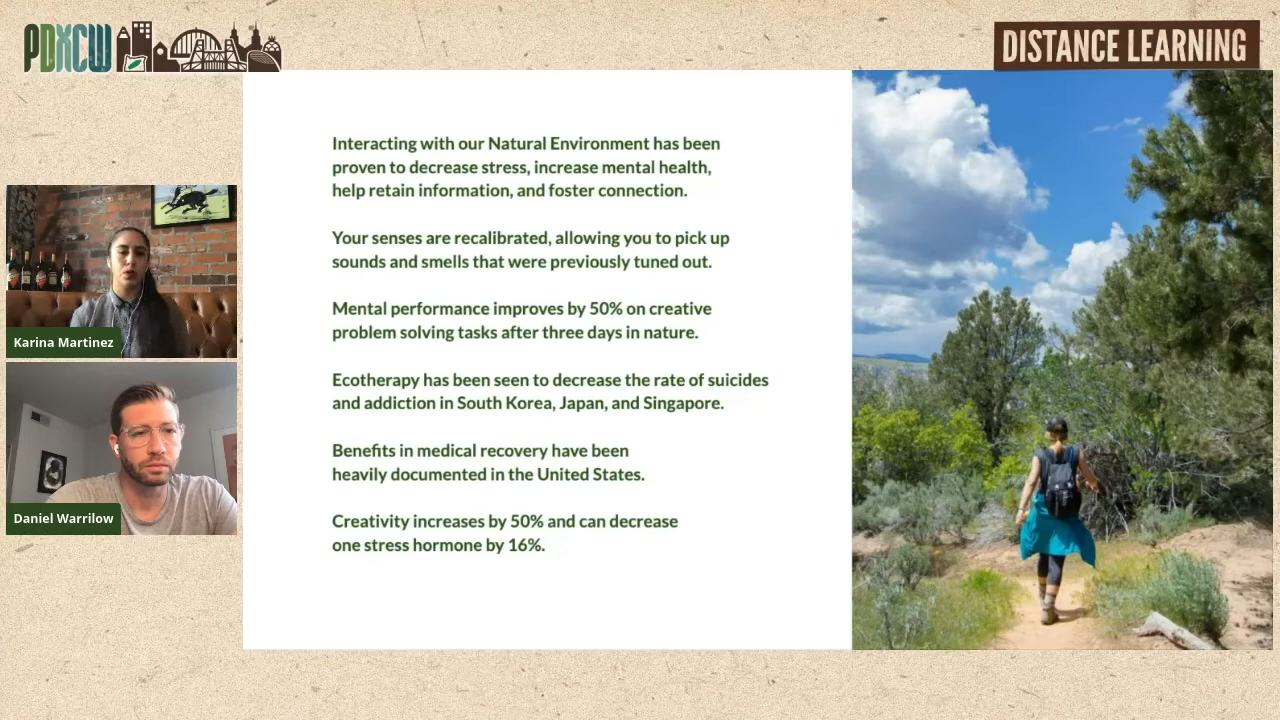 PDXCW
DISTANCE LEARNING
Interacting with our Natural Environment has been
proven to decrease stress, increase mental health,
help retain information, and foster connection.
Your senses are recalibrated, allowing you to pick up
sounds and smells that were previously tuned out.
Mental performance improves by 50% on creative
problem solving tasks after three days in nature.
Ecotherapy has been seen to decrease the rate of suicides
and addiction in South Korea, Japan, and Singapore.
Benefits in medical recovery have been
heavily documented in the United States.
Creativity increases by 50% and can decrease
one stress hormone by 16%.
Karina Martinez
Daniel Warrilow